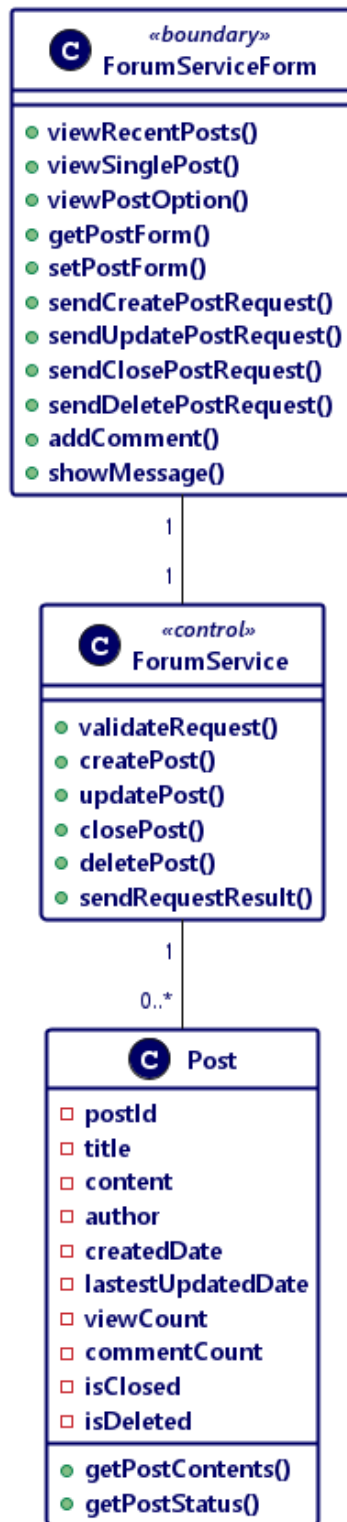 «boundary»
C ForumServiceForm
viewRecentPosts()
viewSinglePost()
viewPostOption()
getPostForm()
setPostForm()
sendCreatePostRequest()
sendUpdatePostRequest()
sendClosePostRequest()
sendDeletePostRequest()
addComment()
showMessage()
1
1
«control»
C ForumService
validateRequest()
createPost()
updatePost()
closePost()
deletePost()
sendRequestResult()
1
0..*
C Post
postId
title
content
author
createdDate
lastestUpdatedDate
viewCount
commentCount
isClosed
isDeleted
getPostContents()
getPostStatus()